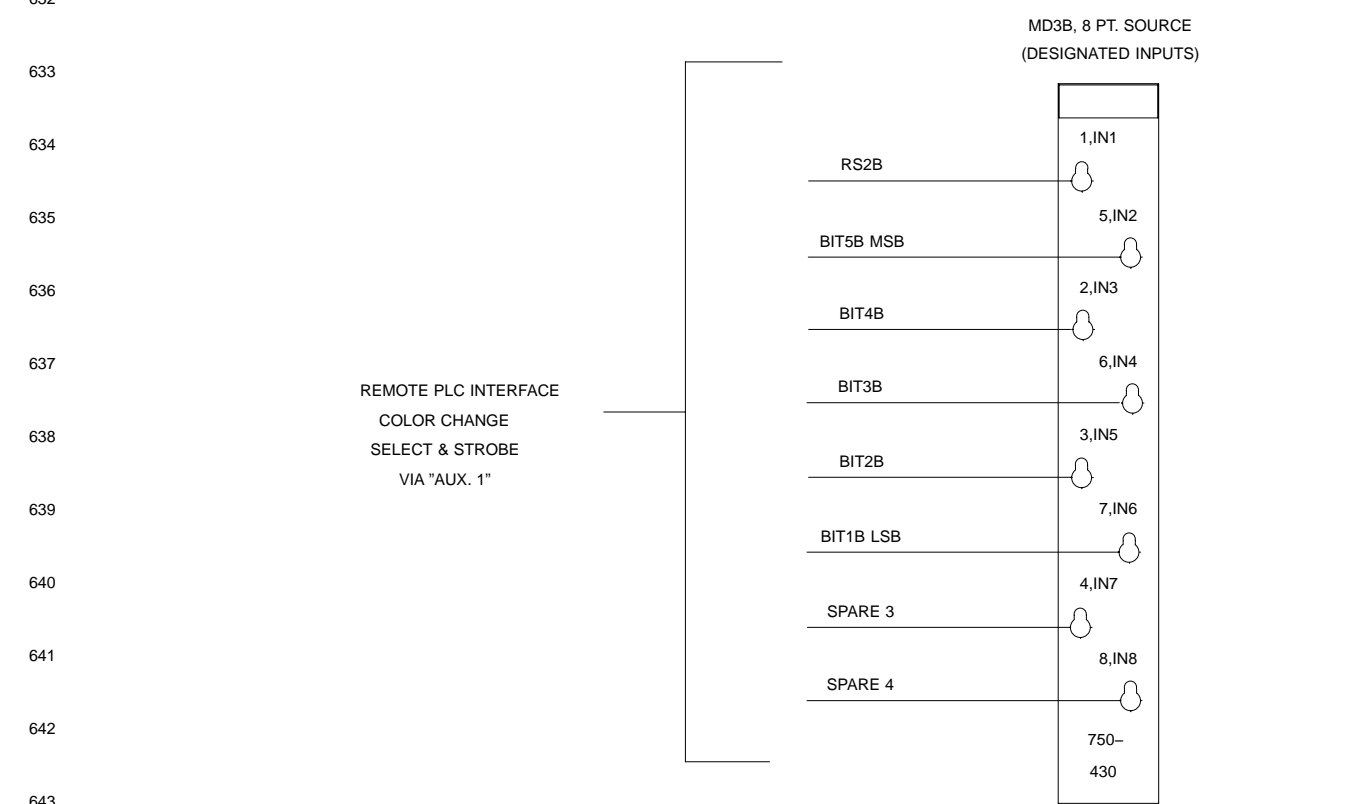 632
MD3B, 8 PT. SOURCE
(DESIGNATED INPUTS)
633
634
1,IN1
RS2B
635
5,IN2
BIT5B MSB
636
2,IN3
BIT4B
637
6,IN4
BIT3B
REMOTE PLC INTERFACE
COLOR CHANGE
SELECT & STROBE
VIA ”AUX. 1”
638
3,IN5
BIT2B
639
7,IN6
BIT1B LSB
640
4,IN7
SPARE 3
641
8,IN8
SPARE 4
642
750–
430
643